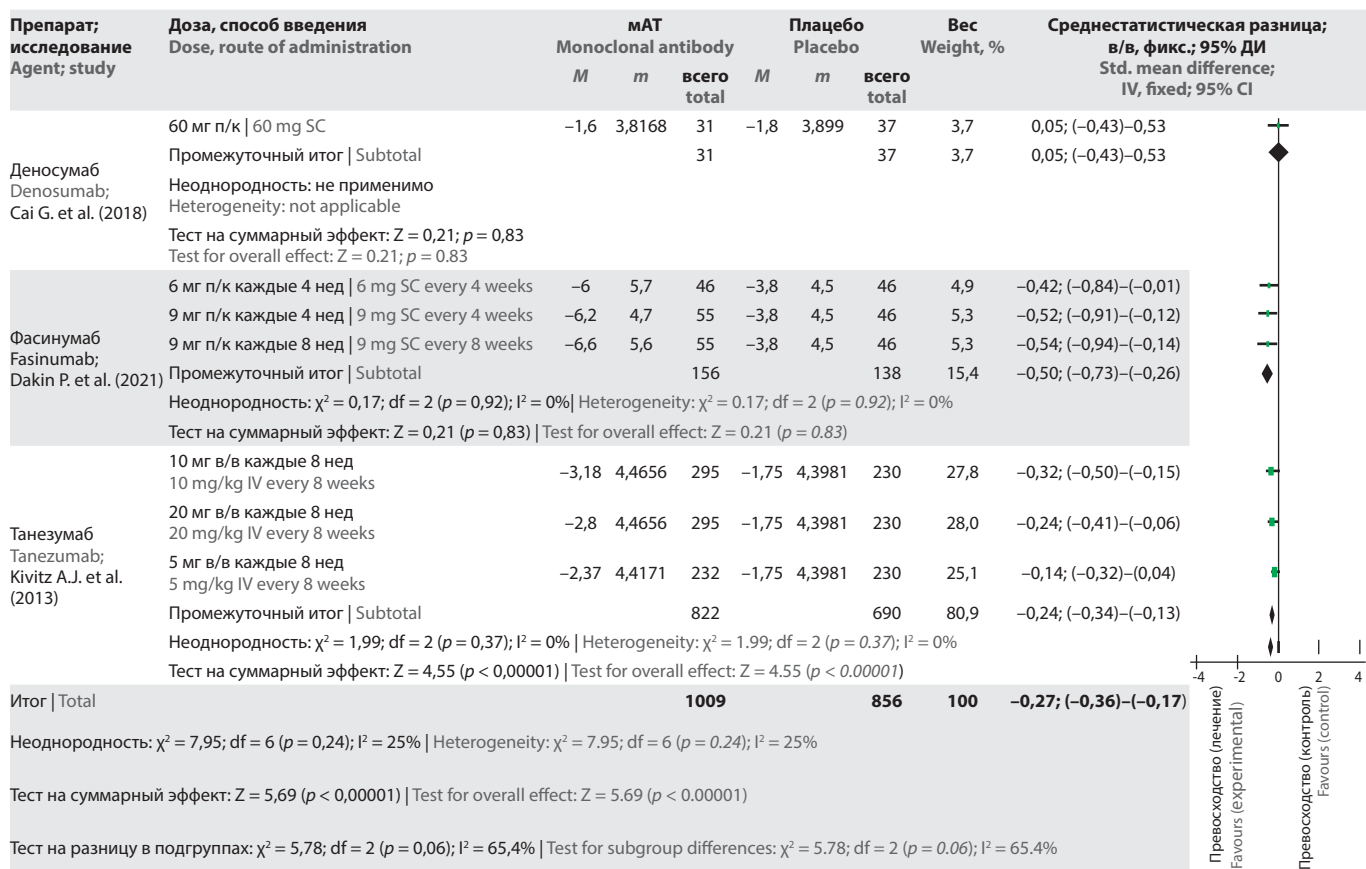 Препарат; исследование
Agent; study
Доза, способ введения
Dose, route of administration
мАТ
Monoclonal antibody
Плацебо
Placebo
Вес
Weight, %
Среднестатистическая разница;
в/в, фикс.; 95% ДИ
Std. mean difference;
IV, fixed; 95% CI
M m всего total M m всего total
Деносумаб
Denosumab;
Cai G. et al. (2018)
60 мг п/к | 60 mg SC –1,6 3,8168 31 –1,8 3,899 37 3,7 0,05; (–0,43)–0,53
Промежуточный итог | Subtotal 31 37 3,7 0,05; (–0,43)–0,53
Неоднородность: не применимо
Heterogeneity: not applicable
Тест на суммарный эффект: Z = 0,21; p = 0,83
Test for overall effect: Z = 0.21; p = 0.83
Фасинумаб
Fasinumab;
Dakin P. et al. (2021)
6 мг п/к каждые 4 нед | 6 mg SC every 4 weeks –6 5,7 46 –3,8 4,5 46 4,9 –0,42; (–0,84)–(–0,01)
9 мг п/к каждые 4 нед | 9 mg SC every 4 weeks –6,2 4,7 55 –3,8 4,5 46 5,3 –0,52; (–0,91)–(–0,12)
9 мг п/к каждые 8 нед | 9 mg SC every 8 weeks –6,6 5,6 55 –3,8 4,5 46 5,3 –0,54; (–0,94)–(–0,14)
Промежуточный итог | Subtotal 156 138 15,4 –0,50; (–0,73)–(–0,26)
Неоднородность: χ² = 0,17; df = 2 (p = 0,92); I² = 0%| Heterogeneity: χ² = 0.17; df = 2 (p = 0.92); I² = 0%
Тест на суммарный эффект: Z = 0,21 (p = 0,83) | Test for overall effect: Z = 0.21 (p = 0.83)
Танезумаб
Tanezumab;
Kivitz A.J. et al.
(2013)
10 мг в/в каждые 8 нед
10 mg/kg IV every 8 weeks
–3,18 4,4656 295 –1,75 4,3981 230 27,8 –0,32; (–0,50)–(–0,15)
20 мг в/в каждые 8 нед
20 mg/kg IV every 8 weeks
–2,8 4,4656 295 –1,75 4,3981 230 28,0 –0,24; (–0,41)–(–0,06)
5 мг в/в каждые 8 нед
5 mg/kg IV every 8 weeks
–2,37 4,4171 232 –1,75 4,3981 230 25,1 –0,14; (–0,32)–(0,04)
Промежуточный итог | Subtotal 822 690 80,9 –0,24; (–0,34)–(–0,13)
Неоднородность: χ² = 1,99; df = 2 (p = 0,37); I² = 0% | Heterogeneity: χ² = 1.99; df = 2 (p = 0.37); I² = 0%
Тест на суммарный эффект: Z = 4,55 (p < 0,00001) | Test for overall effect: Z = 4.55 (p < 0.00001)
-4 -2 0 2 4
Превосходство (лечение)
Favours (experimental)
Превосходство (контроль)
Favours (control)
Итог | Total 1009 856 100 –0,27; (–0,36)–(–0,17)
Неоднородность: χ² = 7,95; df = 6 (p = 0,24); I² = 25% | Heterogeneity: χ² = 7.95; df = 6 (p = 0.24); I² = 25%
Тест на суммарный эффект: Z = 5,69 (p < 0,00001) | Test for overall effect: Z = 5.69 (p < 0.00001)
Тест на разницу в подгруппах: χ² = 5,78; df = 2 (p = 0,06); I² = 65,4% | Test for subgroup differences: χ² = 5.78; df = 2 (p = 0.06); I² = 65.4%